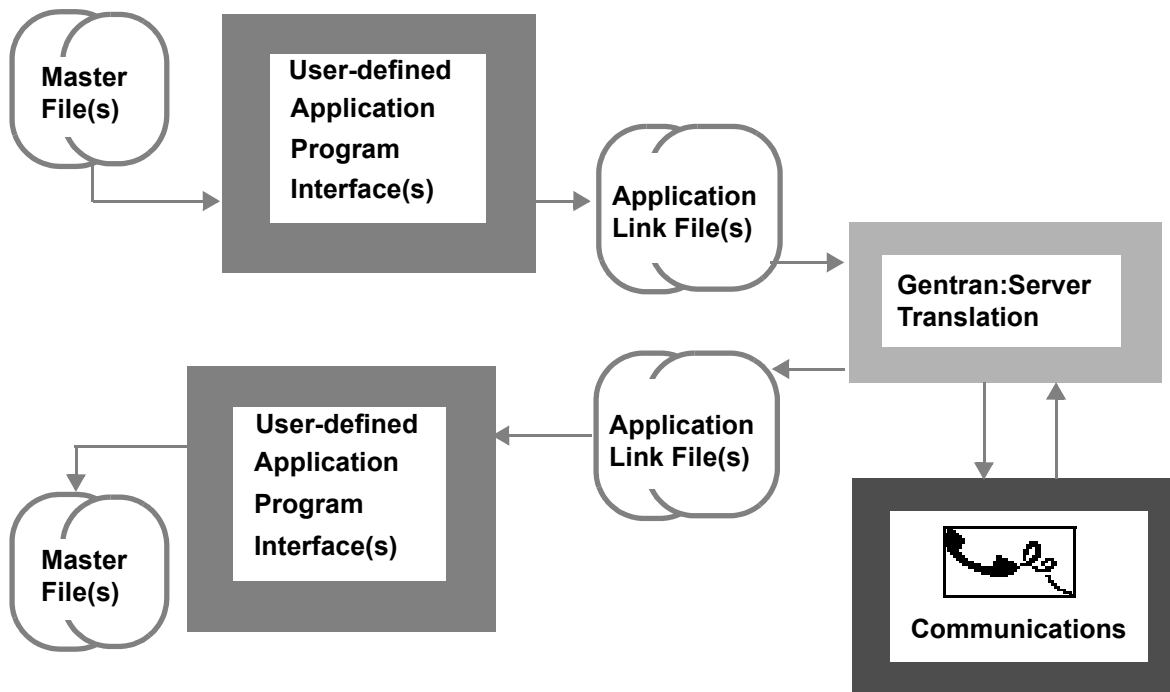 Master
File(s)
User-defined
Application
Program
Interface(s)
Application
Link File(s)
Gentran:Server
Translation
Application
Link File(s)
User-defined
Application
Program
Interface(s)
Master
File(s)
Communications